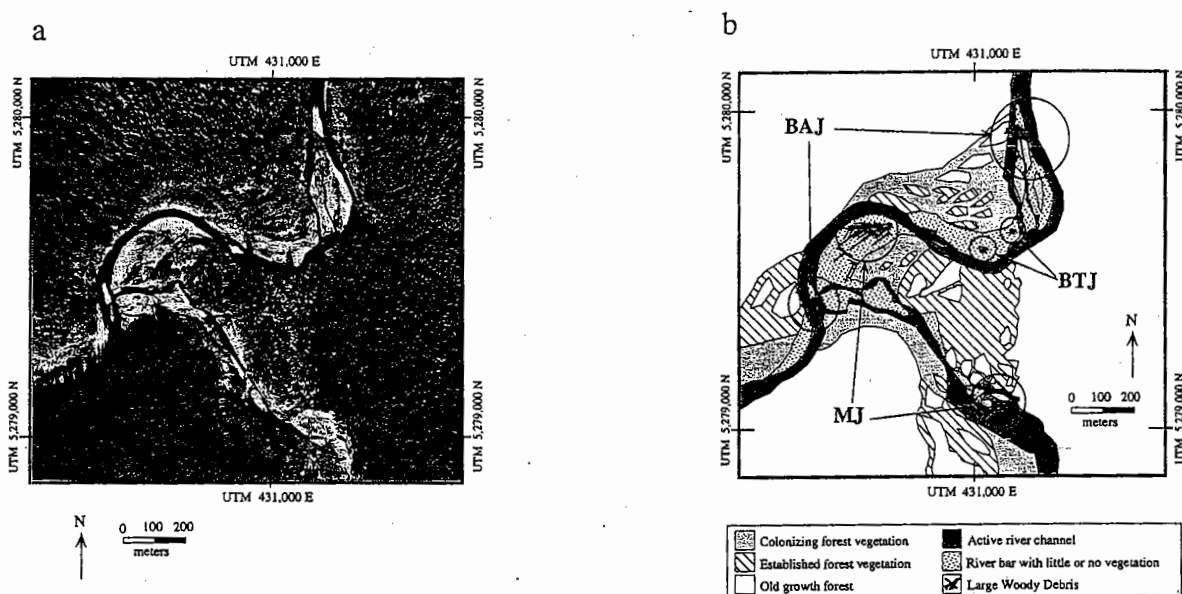 a
UTM 431,000 E
UTM 5,280,000 N
UTM 5,280,000 N
UTM 5,279,000 N
UTM 5,279,000 N
UTM 431,000 E
N
0 100 200
meters
b
UTM 431,000 E
UTM 5,280,000 N
UTM 5,280,000 N
BAJ
BTJ
MJ
N
0 100 200
meters
UTM 5,279,000 N
UTM 5,279,000 N
UTM 431,000 E
Colonizing forest vegetation
Established forest vegetation
Old growth forest
Active river channel
River bar with little or no vegetation
Large Woody Debris